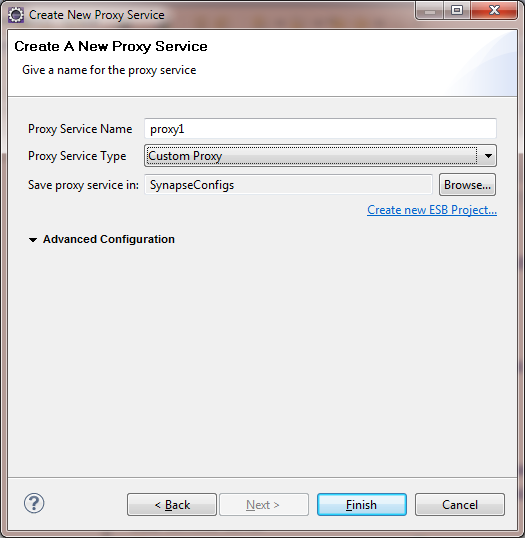 Create New Proxy Service
Create A New Proxy Service
Give a name for the proxy service
Proxy Service Name proxy1
Proxy Service Type Custom Proxy
Save proxy service in: SynapseConfigs Browse...
Create new ESB Project...
Advanced Configuration
? < Back Next > Finish Cancel